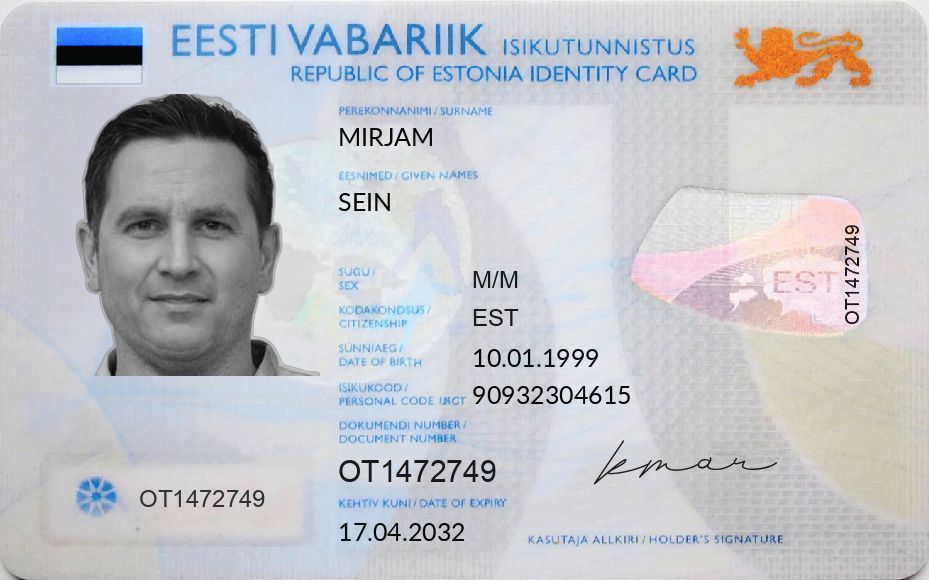 EESTI VABARIIK ISIKUTUNNISTUS
REPUBLIC OF ESTONIA IDENTITY CARD
PEREKONNANIMI / SURNAME
MIRJAM
EESNIMED / GIVEN NAMES
SEIN
SUGU /
SEX
M/M
KODAKONDSUS /
CITIZENSHIP
EST
SÜNNIAEG /
DATE OF BIRTH
10.01.1999
ISIKUKOOD /
PERSONAL CODE
90932304615
DOKUMENDI NUMBER /
DOCUMENT NUMBER
OT1472749
KEHTIV KUNI / DATE OF EXPIRY
17.04.2032
OT1472749
EST
OT1472749
kmar
KASUTAJA ALLKIRI / HOLDER'S SIGNATURE